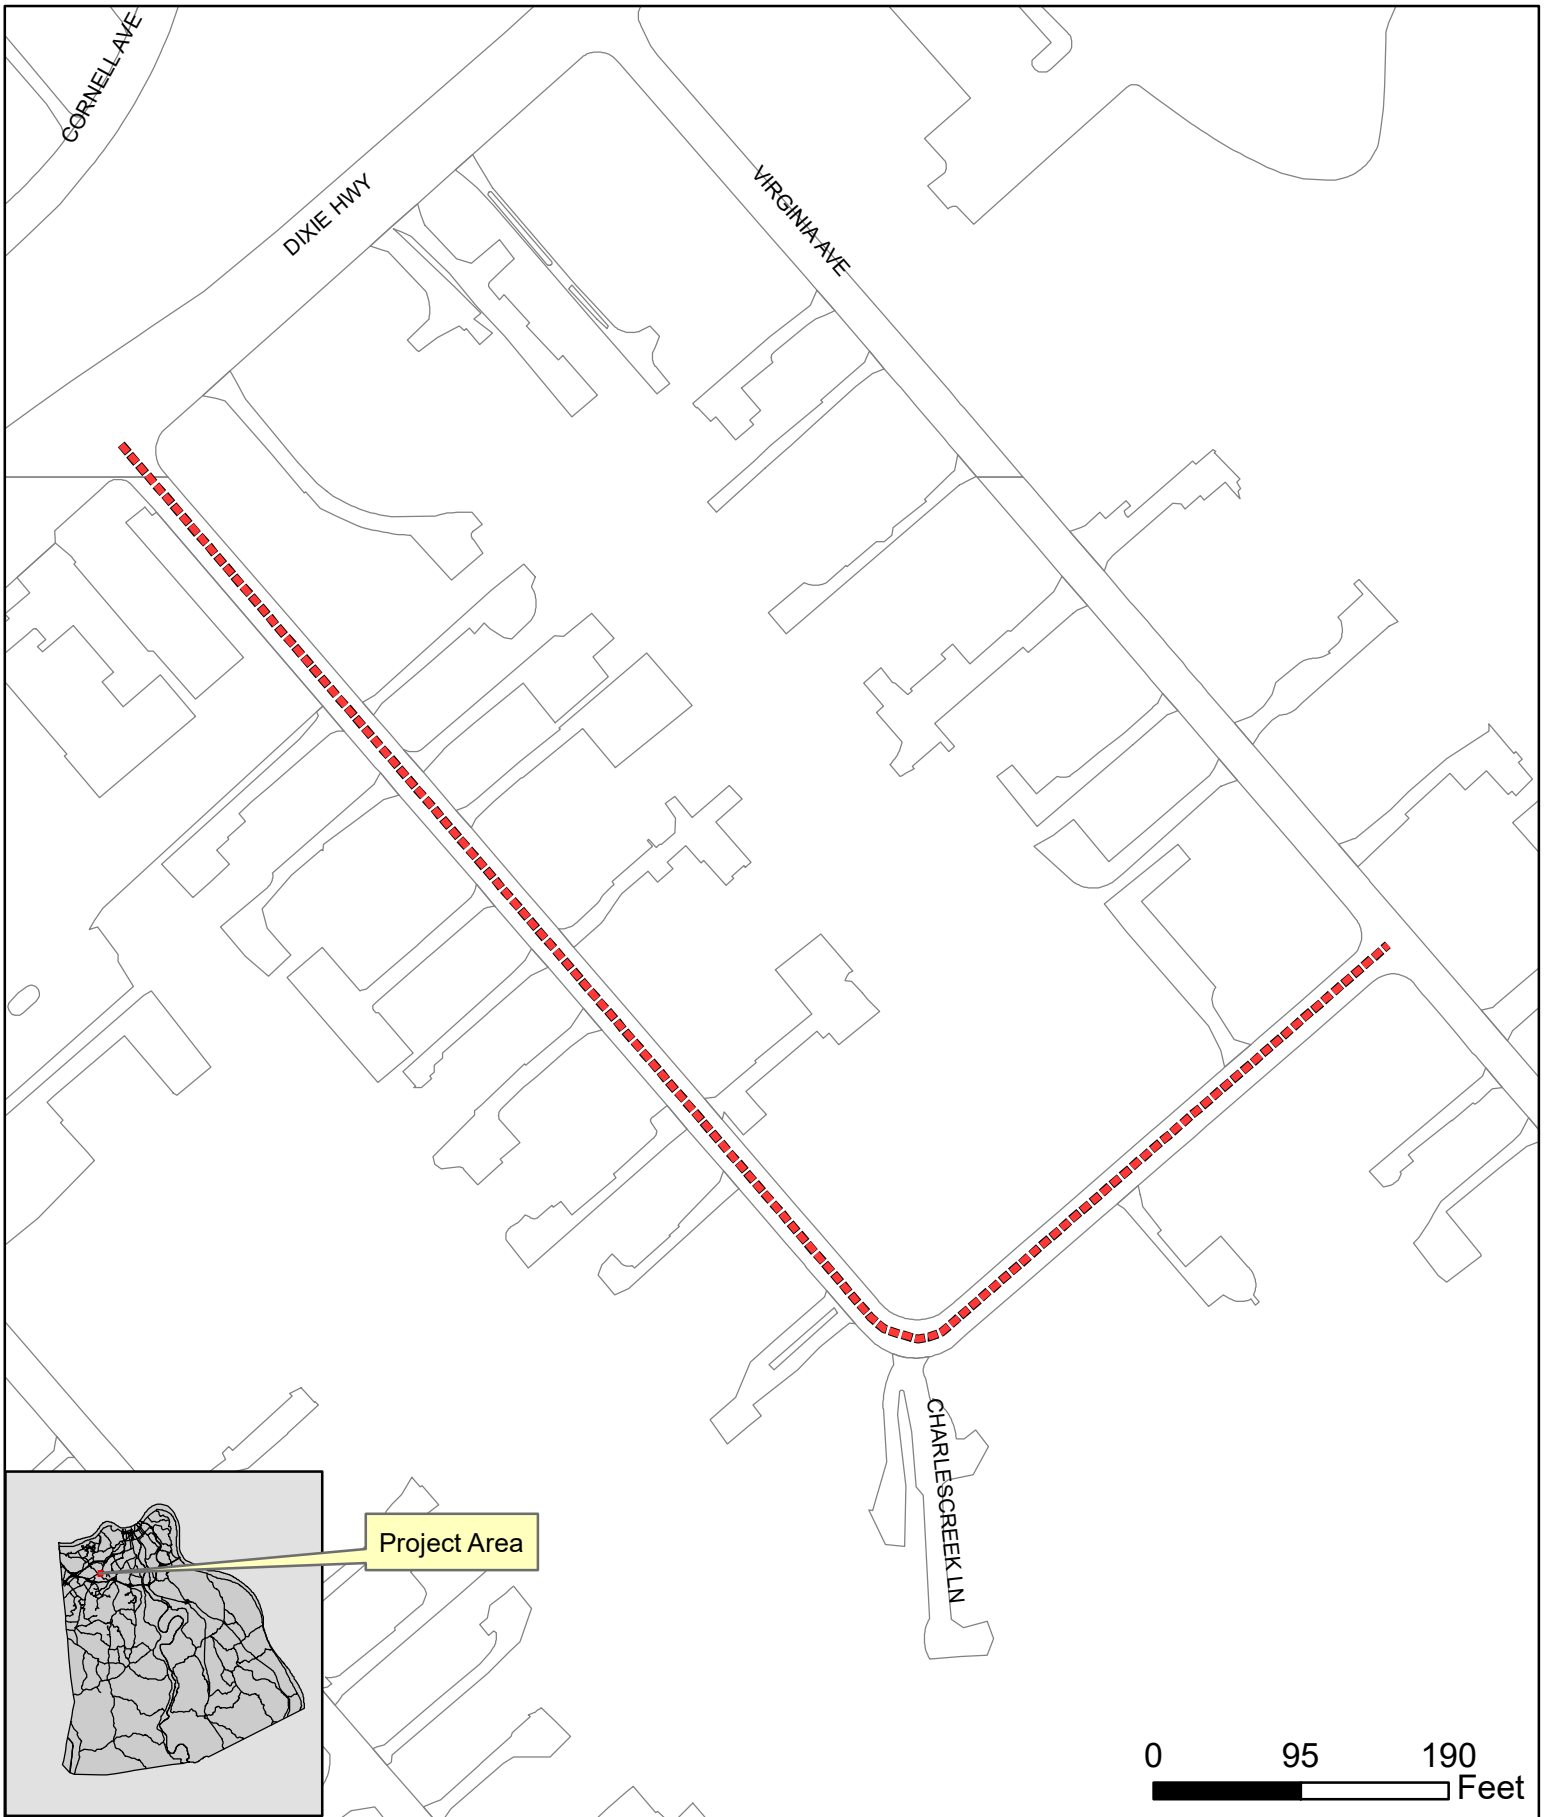 CORNELL AVE
DIXIE HWY
VIRGINIA AVE
CHARLESCREEK LN
Project Area
0 95 190
Feet